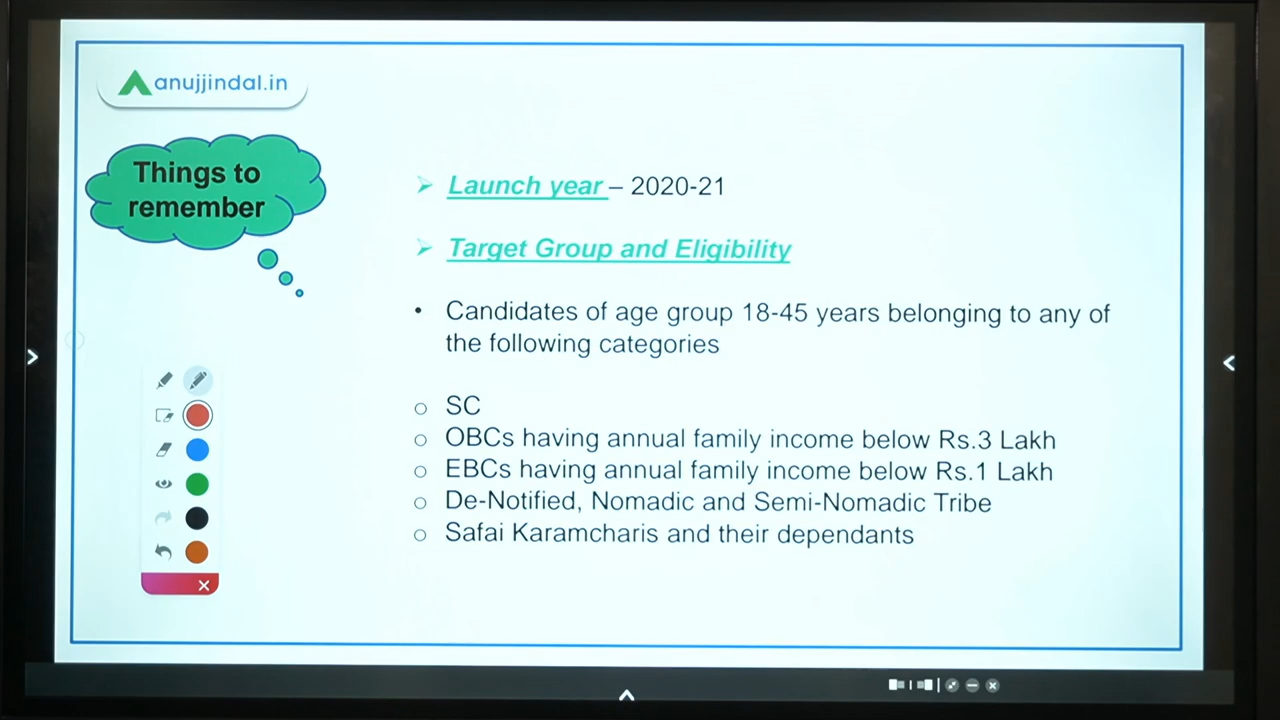 anujjindal.in
Things to
remember
Launch year – 2020-21
Target Group and Eligibility
Candidates of age group 18-45 years belonging to any of
the following categories
SC
OBCs having annual family income below Rs.3 Lakh
EBCs having annual family income below Rs.1 Lakh
De-Notified, Nomadic and Semi-Nomadic Tribe
Safai Karamcharis and their dependants